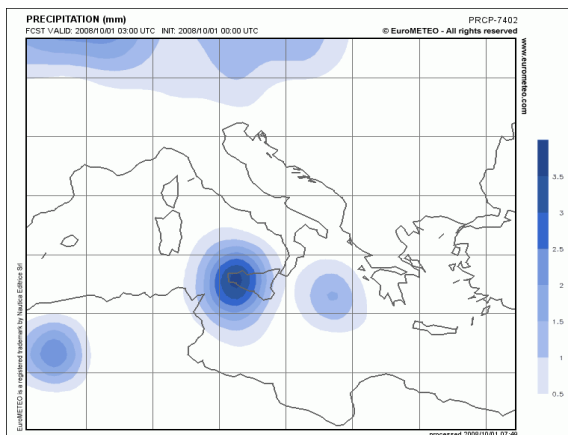 PRECIPITATION (mm)
PRCP-7402
FCST VALID: 2008/10/01 03:00 UTC INIT: 2008/10/01 00:00 UTC
© EuroMETEO - All rights reserved
www.eurometeo.com
3.5
3
2.5
2
1.5
1
0.5
EuroMETEO is a registered trademark by Nautica Editrice Srl
processed 2008/10/01 07:49